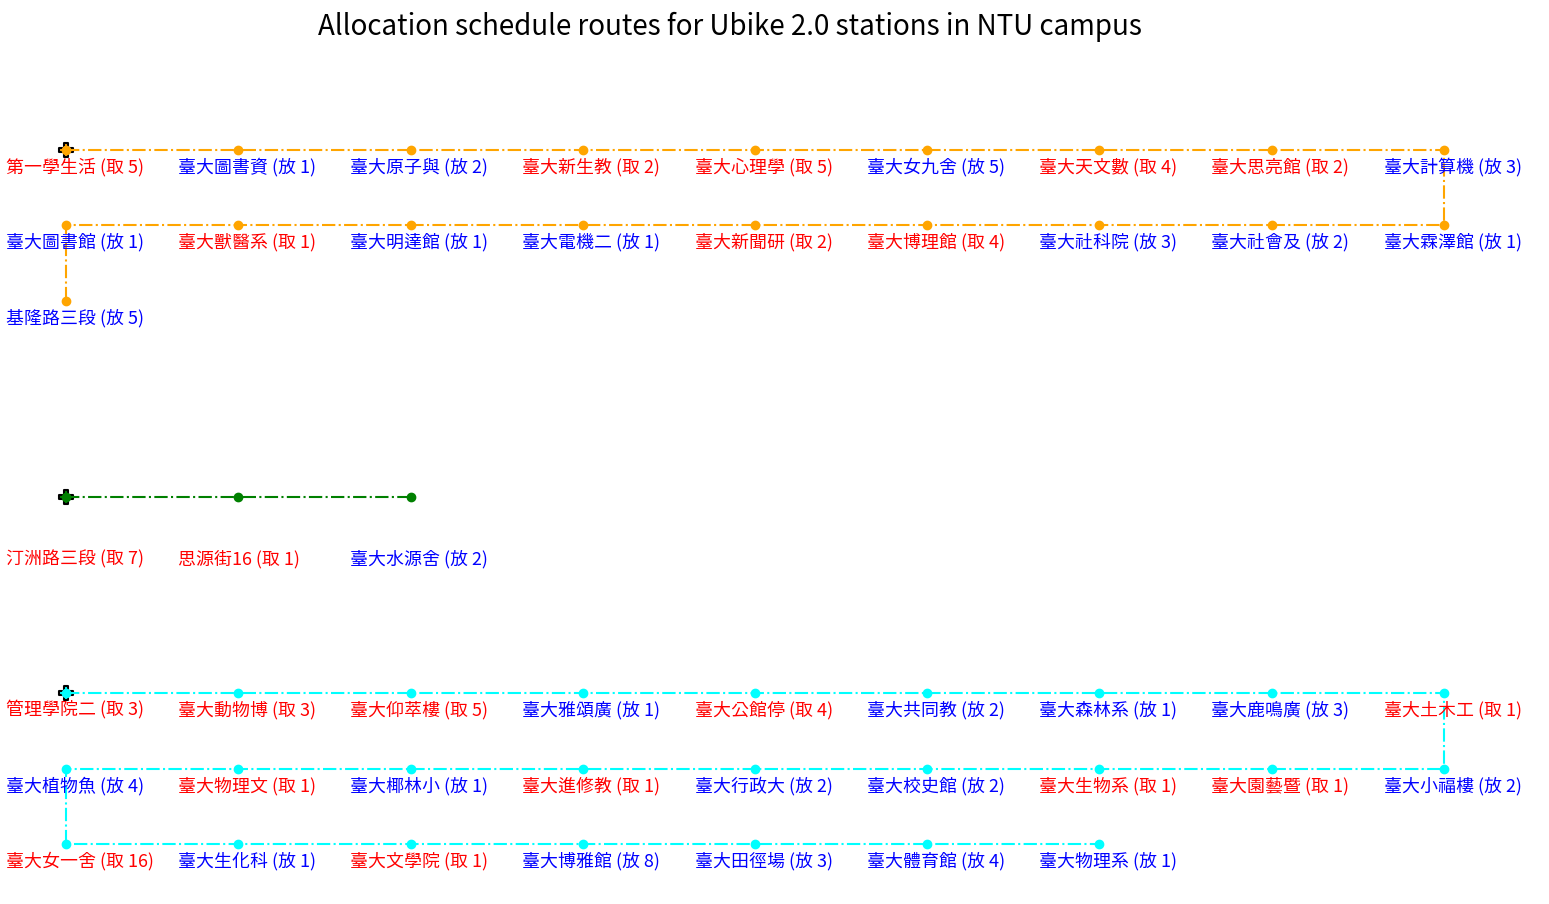 Allocation schedule routes for Ubike 2.0 stations in NTU campus
第一學生活 (取 5) 臺大圖書資 (放 1) 臺大原子與 (放 2) 臺大新生教 (取 2) 臺大心理學 (取 5) 臺大女九舍 (放 5) 臺大天文數 (取 4) 臺大思亮館 (取 2) 臺大計算機 (放 3)
臺大圖書館 (放 1) 臺大獸醫系 (取 1) 臺大明達館 (放 1) 臺大電機二 (放 1) 臺大新聞研 (取 2) 臺大博理館 (取 4) 臺大社科院 (放 3) 臺大社會及 (放 2) 臺大霖澤館 (放 1)
基隆路三段 (放 5)
汀洲路三段 (取 7) 思源街16 (取 1) 臺大水源舍 (放 2)
管理學院二 (取 3) 臺大動物博 (取 3) 臺大仰萃樓 (取 5) 臺大雅頌廣 (放 1) 臺大公館停 (取 4) 臺大共同教 (放 2) 臺大森林系 (放 1) 臺大鹿鳴廣 (放 3) 臺大土木工 (取 1)
臺大植物魚 (放 4) 臺大物理文 (取 1) 臺大椰林小 (放 1) 臺大進修教 (取 1) 臺大行政大 (放 2) 臺大校史館 (放 2) 臺大生物系 (取 1) 臺大園藝暨 (取 1) 臺大小福樓 (放 2)
臺大女一舍 (取 16) 臺大生化科 (放 1) 臺大文學院 (取 1) 臺大博雅館 (放 8) 臺大田徑場 (放 3) 臺大體育館 (放 4) 臺大物理系 (放 1)